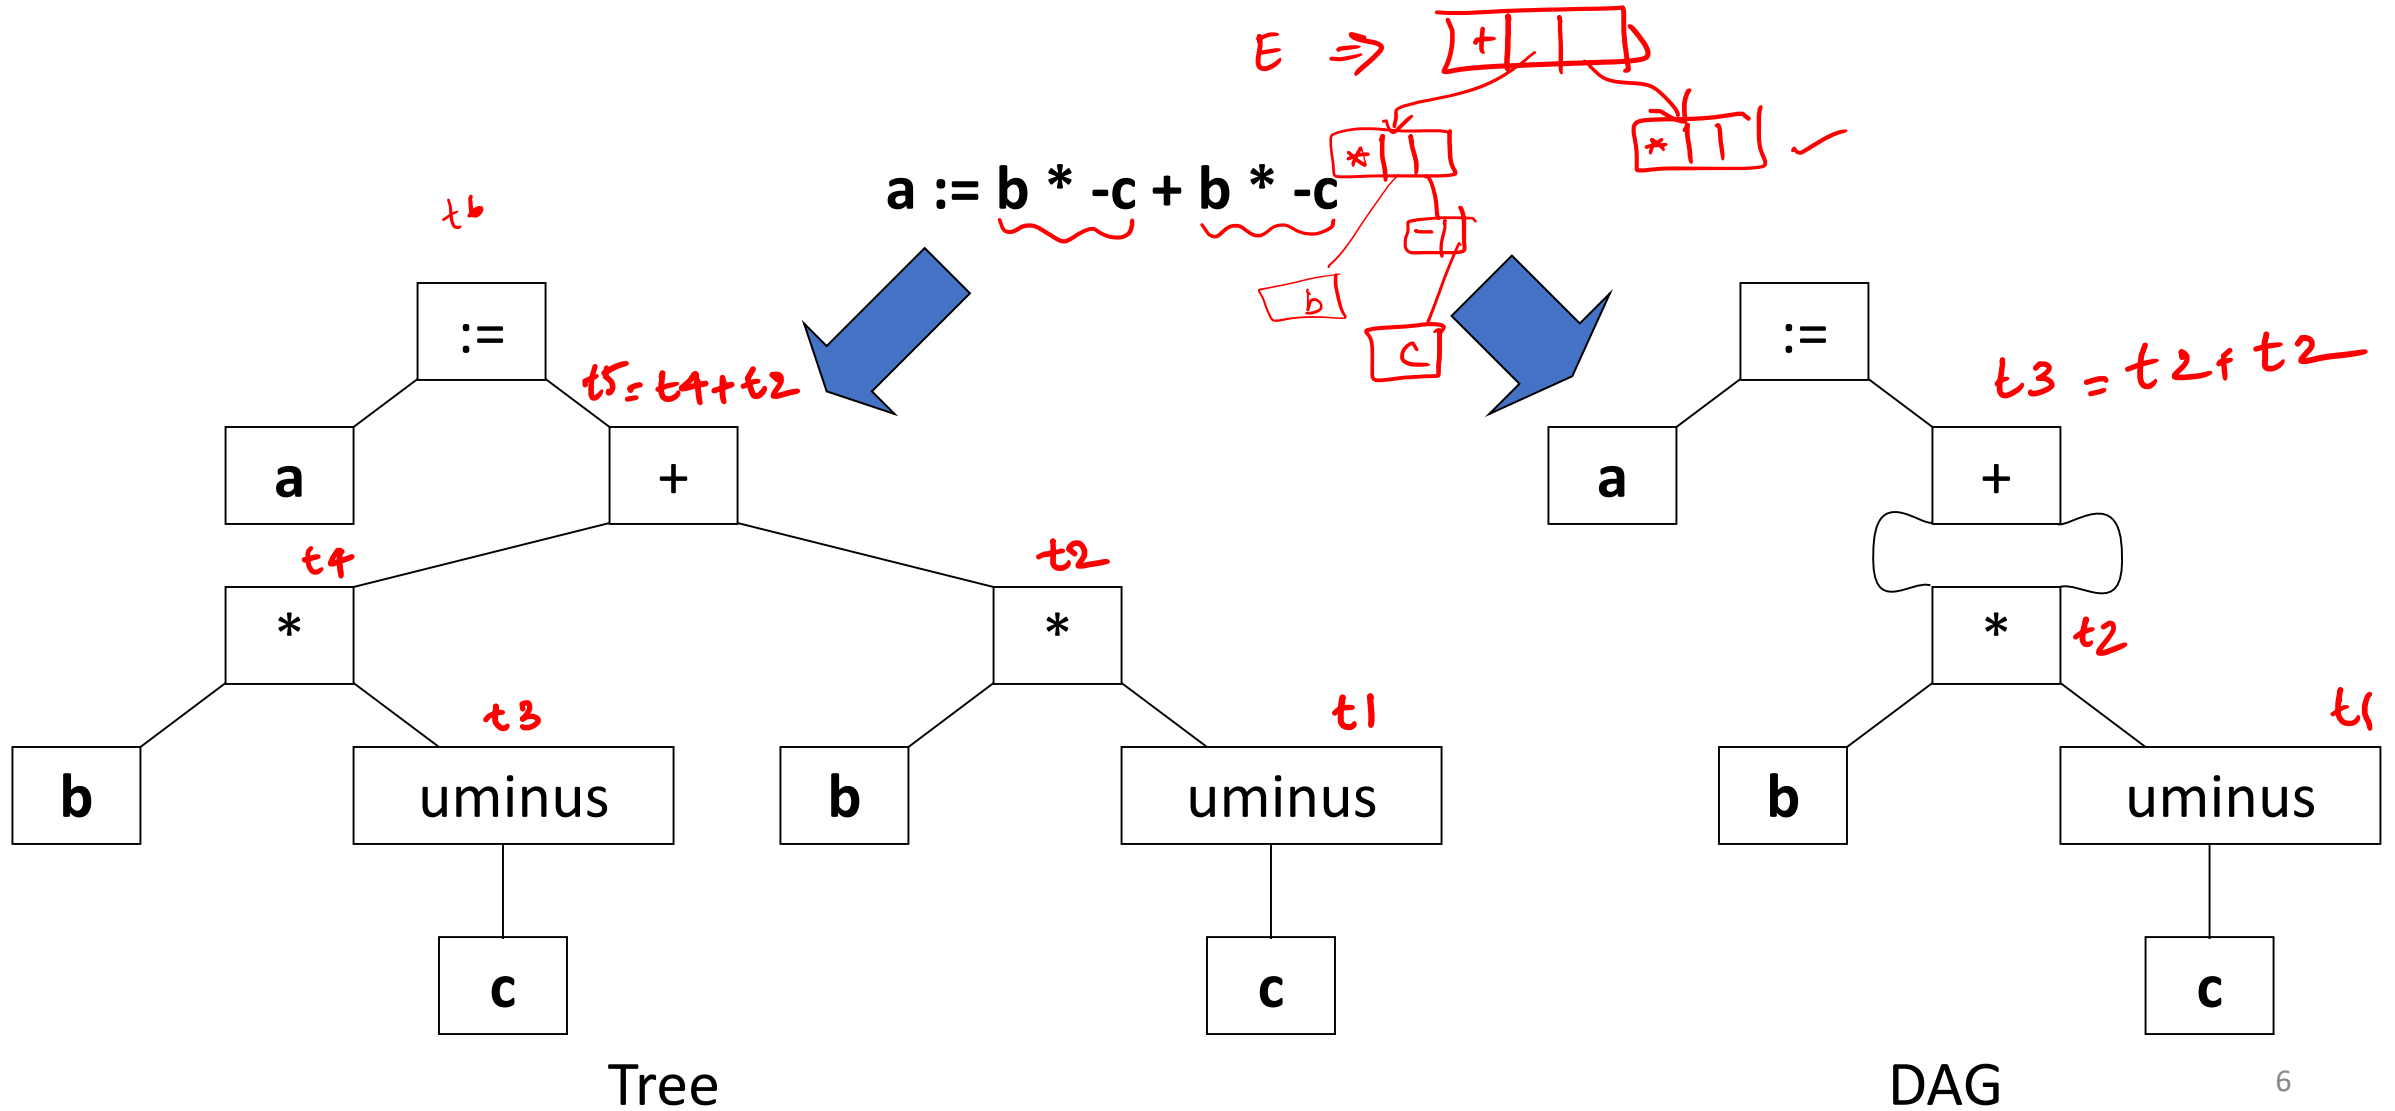 E ⇒ +
* *
a := b * -c + b * -c
-
b
c
t6
:= :=
t5 = t4 + t2
t3 = t2 + t2
a + a +
t4 t2
* * * t2
t3 t1 t1
b uminus b uminus b uminus
c c c
Tree DAG 6